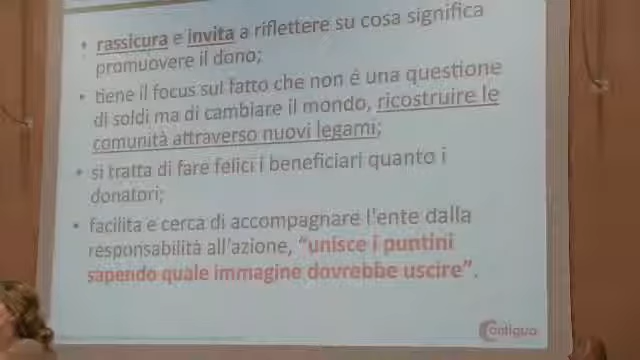 • rassicura e invita a riflettere su cosa significa
promuovere il dono;
• tiene il focus sul fatto che non è una questione
di soldi ma di cambiare il mondo, ricostruire le
comunità attraverso nuovi legami;
• si tratta di fare felici i beneficiari quanto i
donatori;
• facilita e cerca di accompagnare l'ente dalla
responsabilità all'azione, "unisce i puntini
sapendo quale immagine dovrebbe uscire".
Contigua